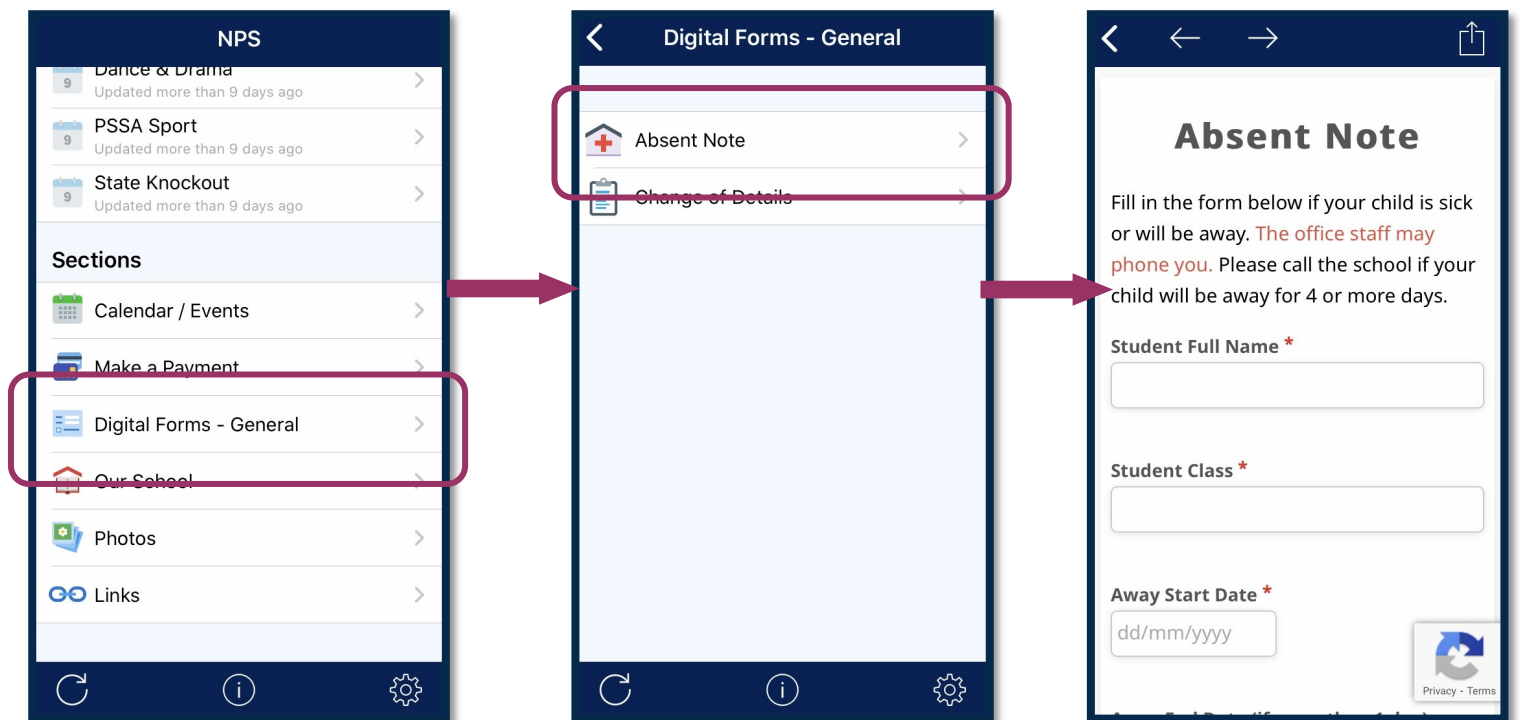 NPS
Dance & Drama
9
Updated more than 9 days ago
PSSA Sport
9
Updated more than 9 days ago
State Knockout
9
Updated more than 9 days ago
Sections
Calendar / Events
Make a Payment
Digital Forms - General
Our School
Photos
Links
Digital Forms - General
Absent Note
Change of Details
Absent Note
Fill in the form below if your child is sick
or will be away. The office staff may
phone you. Please call the school if your
child will be away for 4 or more days.
Student Full Name *
Student Class *
Away Start Date *
dd/mm/yyyy
Privacy - Terms